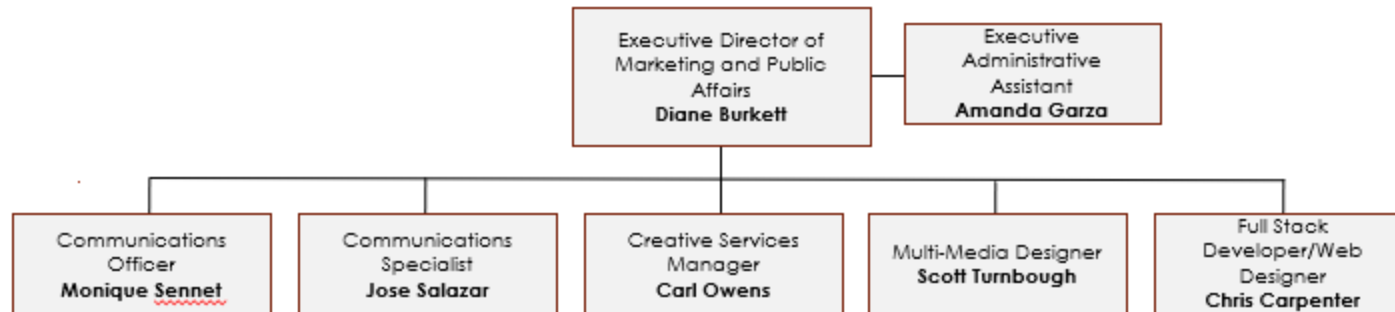 Executive Director of
Marketing and Public
Affairs
Diane Burkett
Executive
Administrative
Assistant
Amanda Garza
Communications
Officer
Monique Sennet
Communications
Specialist
Jose Salazar
Creative Services
Manager
Carl Owens
Multi-Media Designer
Scott Turnbough
Full Stack
Developer/Web
Designer
Chris Carpenter